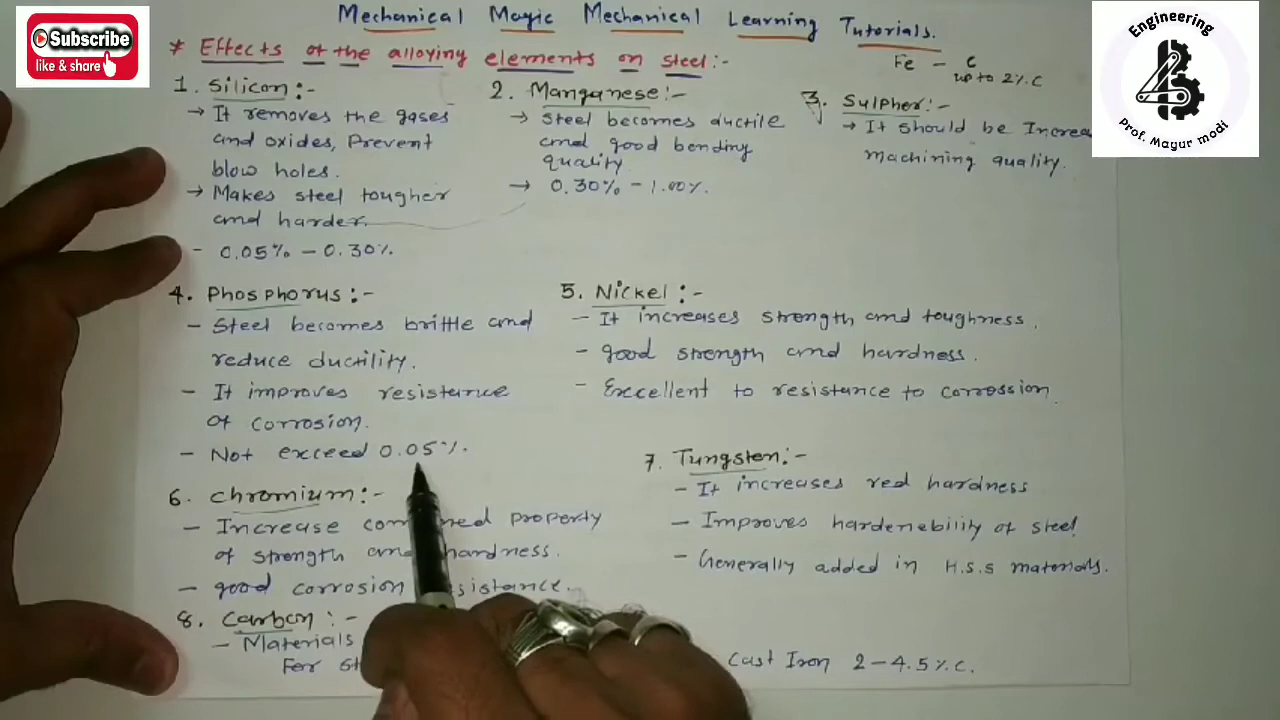 Mechanical Magic Mechanical Learning Tutorials.
Subscribe
like & share
Engineering
Prof. Mayur modi
* Effects of the alloying elements on steel:-
Fe - C
up to 2% C
1. Silicon:-
→ It removes the gases
and oxides, Prevent
blow holes.
→ Makes steel tougher
and harder.
- 0.05% - 0.30%
2. Manganese:-
→ Steel becomes ductile
and good bending
quality.
→ 0.30% - 1.00%.
3. Sulpher:-
→ It should be Increa
machining quality.
4. Phosphorus:-
- Steel becomes brittle and
reduce ductility.
- It improves resistance
of corrosion.
- Not exceed 0.05%.
5. Nickel:-
- It increases strength and toughness.
- good strength and hardness.
- Excellent to resistance to corrossion.
6. Chromium:-
- Increase property
of strength and hardness.
- good corrosion
7. Tungsten:-
- It increases red hardness
- Improves hardenebility of steel
- Generally added in H.S.S materials.
8. Carbon:-
- Materials
For
Cast Iron 2-4.5%.C.